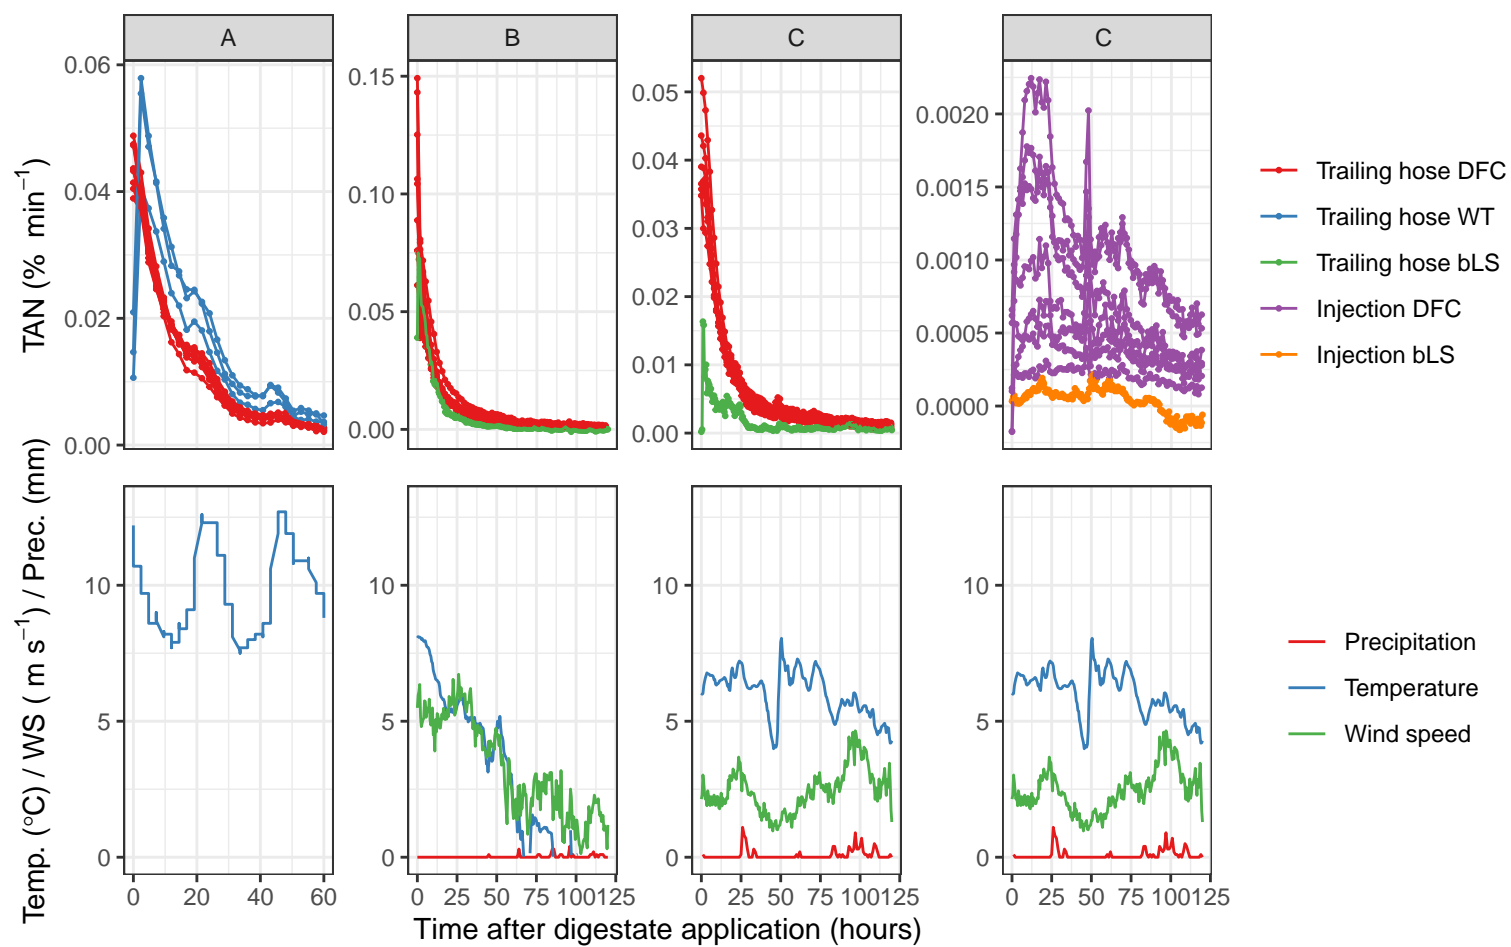 A B C C
TAN (% min⁻¹)
0.06
0.04
0.02
0.00
0.15
0.10
0.05
0.00
0.05
0.04
0.03
0.02
0.01
0.00
0.0020
0.0015
0.0010
0.0005
0.0000
Trailing hose DFC
Trailing hose WT
Trailing hose bLS
Injection DFC
Injection bLS
Temp. (°C) / WS ( m s⁻¹) / Prec. (mm)
10
5
0
10
5
0
10
5
0
10
5
0
Precipitation
Temperature
Wind speed
0 20 40 60
0 25 50 75 100 125
0 25 50 75 100 125
0 25 50 75 100 125
Time after digestate application (hours)